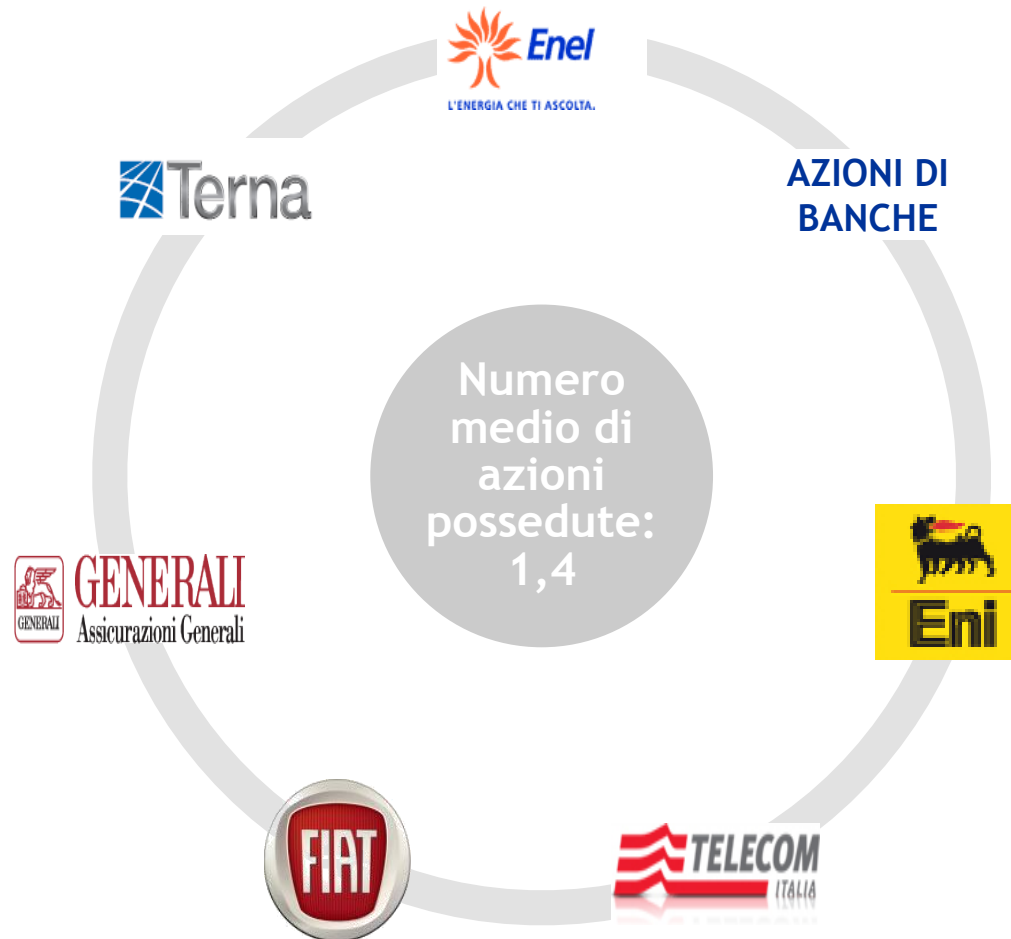 Enel
L'ENERGIA CHE TI ASCOLTA.
Terna
AZIONI DI
BANCHE
Numero
medio di
azioni
possedute:
1,4
GENERALI
GENERALI
Assicurazioni Generali
Eni
FIAT
TELECOM
ITALIA